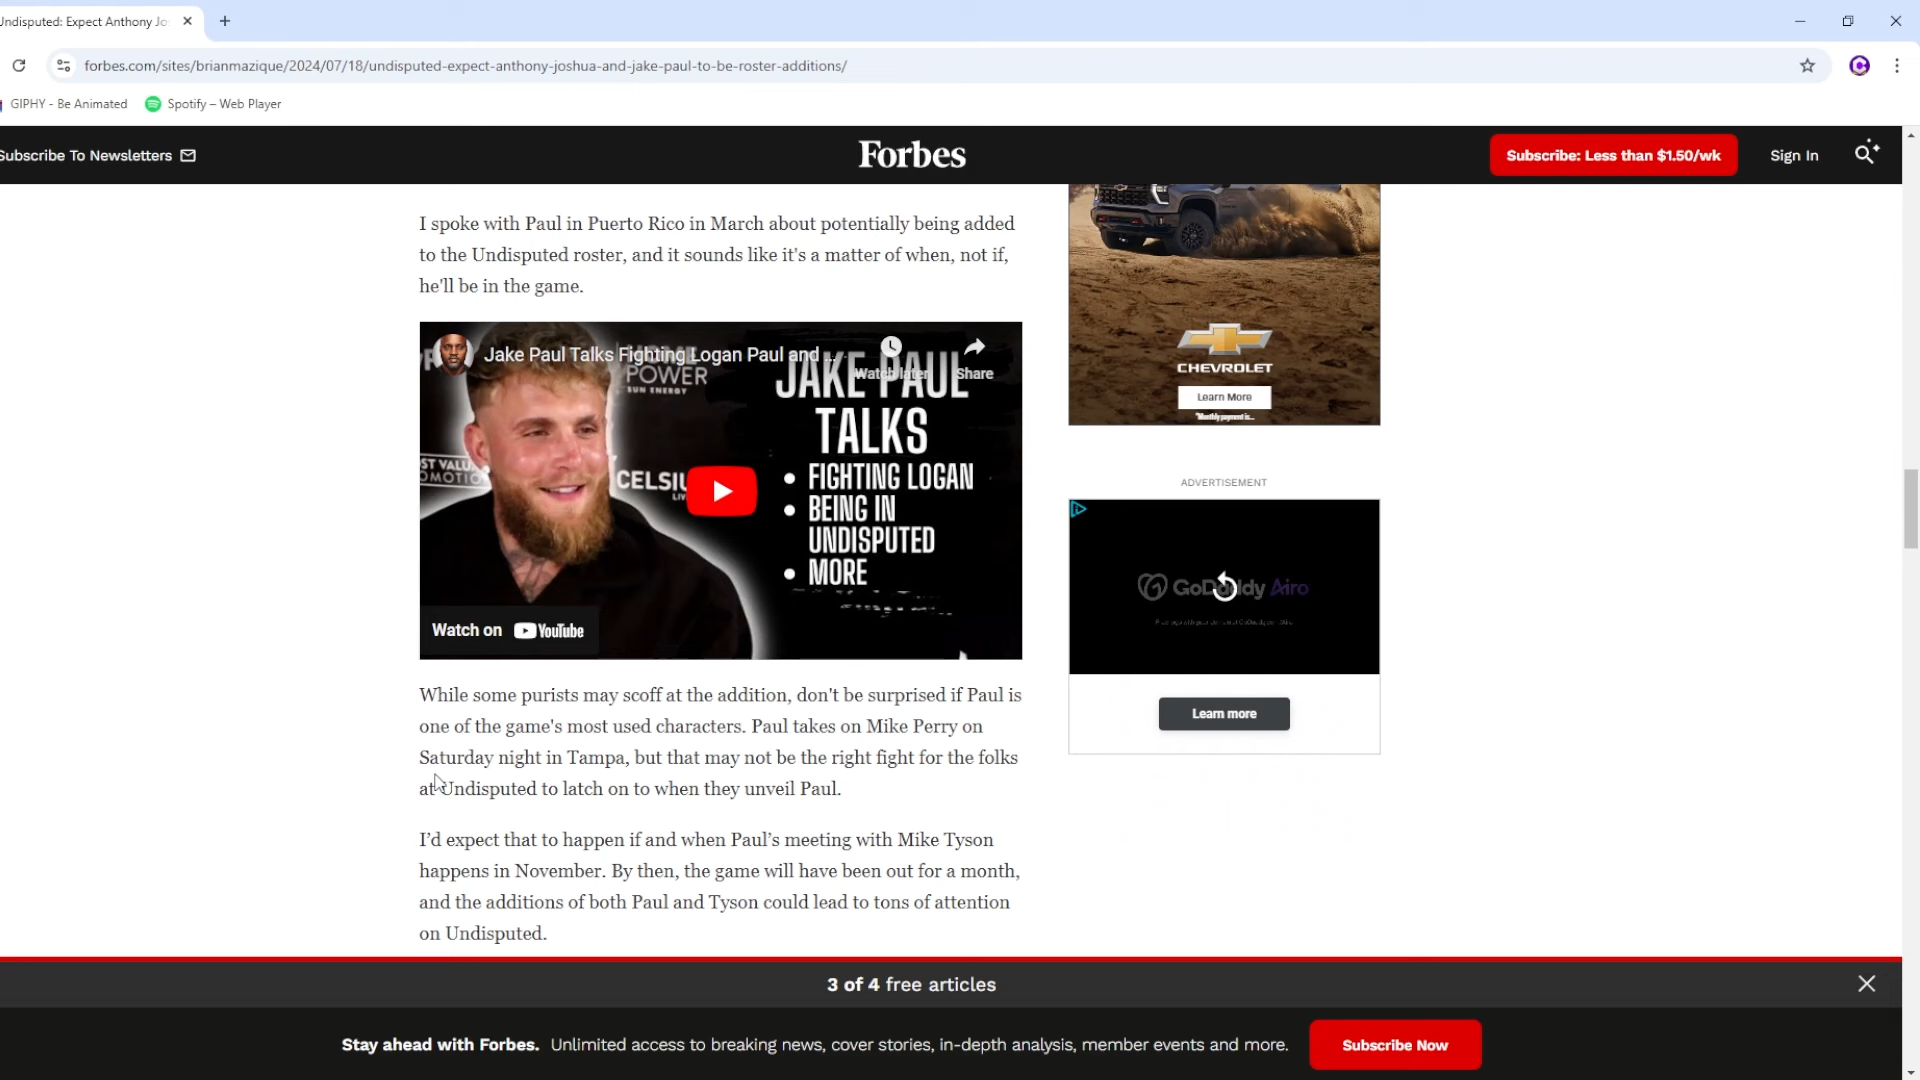 Undisputed: Expect Anthony Jo
forbes.com/sites/brianmazique/2024/07/18/undisputed-expect-anthony-joshua-and-jake-paul-to-be-roster-additions/
GIPHY - Be Animated
Spotify – Web Player
Subscribe To Newsletters
Forbes
Subscribe: Less than $1.50/wk
Sign In
I spoke with Paul in Puerto Rico in March about potentially being added
to the Undisputed roster, and it sounds like it's a matter of when, not if,
he'll be in the game.
Jake Paul Talks Fighting Logan Paul and ...
Watch later
Share
POWER
SUN ENERGY
CELSIU
JAKE PAUL
TALKS
• FIGHTING LOGAN
• BEING IN
UNDISPUTED
• MORE
Watch on YouTube
While some purists may scoff at the addition, don't be surprised if Paul is
one of the game's most used characters. Paul takes on Mike Perry on
Saturday night in Tampa, but that may not be the right fight for the folks
at Undisputed to latch on to when they unveil Paul.
I’d expect that to happen if and when Paul’s meeting with Mike Tyson
happens in November. By then, the game will have been out for a month,
and the additions of both Paul and Tyson could lead to tons of attention
on Undisputed.
CHEVROLET
Learn More
*Monthly payment is...
ADVERTISEMENT
GoDaddy Airo
Learn more
3 of 4 free articles
Stay ahead with Forbes. Unlimited access to breaking news, cover stories, in-depth analysis, member events and more.
Subscribe Now